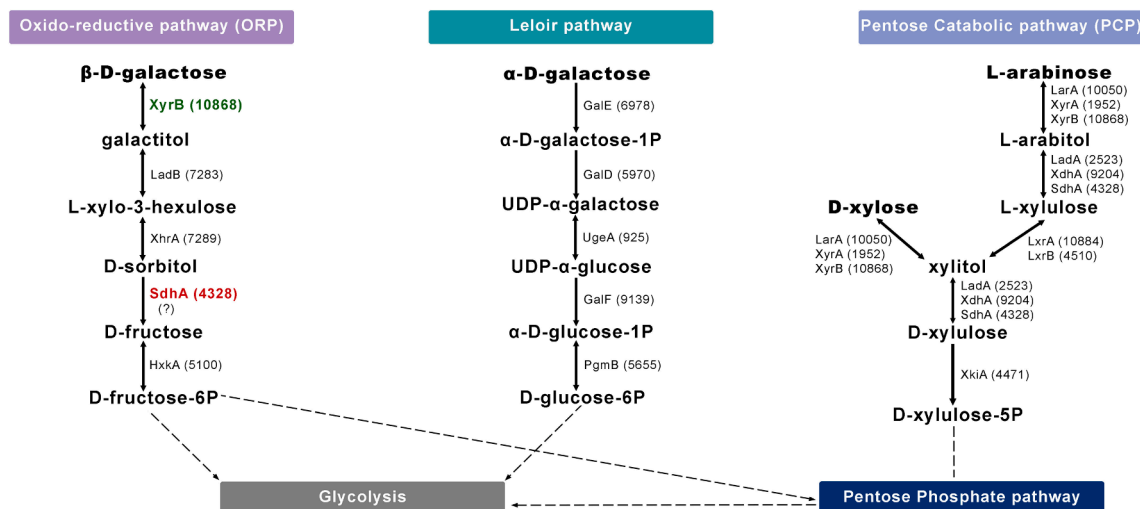 Oxido-reductive pathway (ORP)
β-D-galactose
XyrB (10868)
galactitol
LadB (7283)
L-xylo-3-hexulose
XhrA (7289)
D-sorbitol
SdhA (4328)
(?)
D-fructose
HxkA (5100)
D-fructose-6P
Leloir pathway
α-D-galactose
GalE (6978)
α-D-galactose-1P
GalD (5970)
UDP-α-galactose
UgeA (925)
UDP-α-glucose
GalF (9139)
α-D-glucose-1P
PgmB (5655)
D-glucose-6P
Pentose Catabolic pathway (PCP)
L-arabinose
LarA (10050)
XyrA (1952)
XyrB (10868)
L-arabitol
LadA (2523)
XdhA (9204)
SdhA (4328)
L-xylulose
LxrA (10884)
LxrB (4510)
D-xylose
LarA (10050)
XyrA (1952)
XyrB (10868)
xylitol
LadA (2523)
XdhA (9204)
SdhA (4328)
D-xylulose
XkiA (4471)
D-xylulose-5P
Glycolysis
Pentose Phosphate pathway